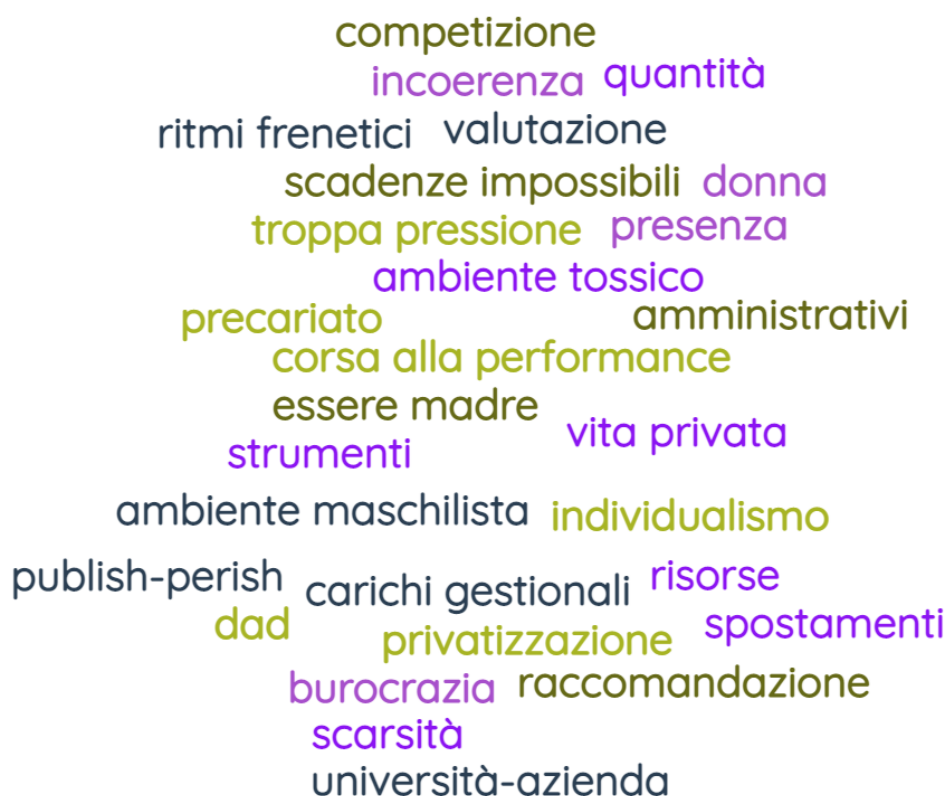 competizione
incoerenza quantità
ritmi frenetici valutazione
scadenze impossibili donna
troppa pressione presenza
ambiente tossico
precariato amministrativi
corsa alla performance
essere madre
vita privata
strumenti
ambiente maschilista individualismo
publish-perish carichi gestionali risorse
dad privatizzazione spostamenti
burocrazia raccomandazione
scarsità
università-azienda